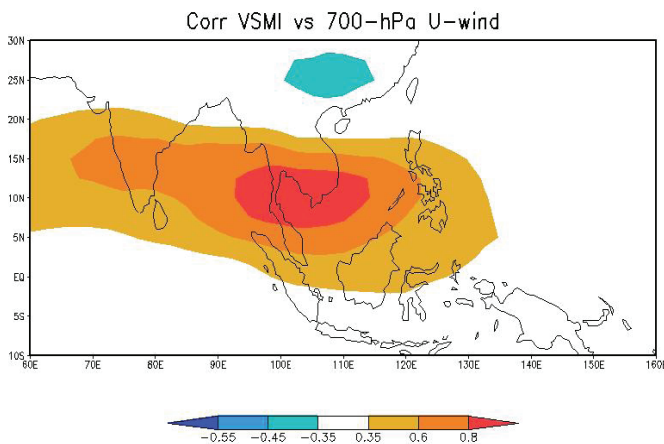 Corr VSMI vs 700-hPa U-wind
30N
25N
20N
15N
10N
5N
EQ
5S
10S
60E 70E 80E 90E 100E 110E 120E 130E 140E 150E 160E
-0.55 -0.45 -0.35 0.35 0.6 0.8